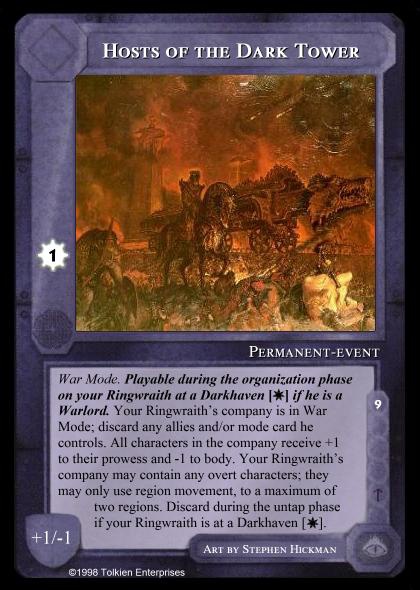 Hosts of the Dark Tower
1
Permanent-event
War Mode. Playable during the organization phase
on your Ringwraith at a Darkhaven [✷] if he is a
Warlord. Your Ringwraith's company is in War
Mode; discard any allies and/or mode card he
controls. All characters in the company receive +1
to their prowess and -1 to body. Your Ringwraith's
company may contain any overt characters; they
may only use region movement, to a maximum of
two regions. Discard during the untap phase
if your Ringwraith is at a Darkhaven [✷].
9
+1/-1
Art by Stephen Hickman
©1998 Tolkien Enterprises